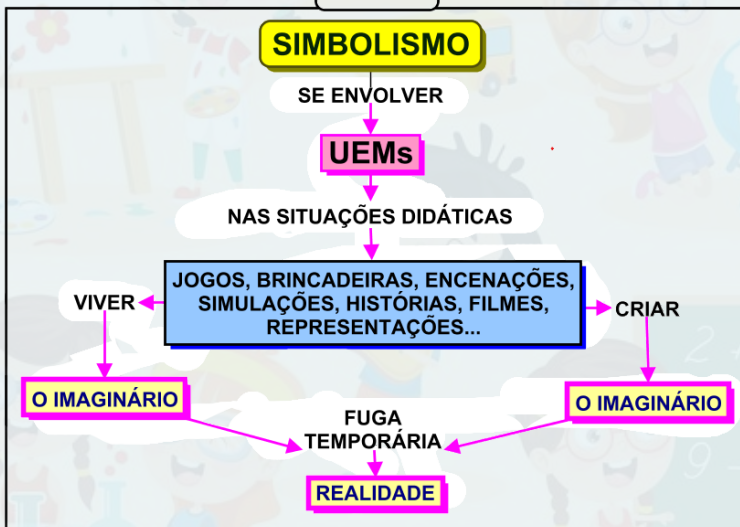 SIMBOLISMO
SE ENVOLVER
UEMs
NAS SITUAÇÕES DIDÁTICAS
JOGOS, BRINCADEIRAS, ENCENAÇÕES,
SIMULAÇÕES, HISTÓRIAS, FILMES,
REPRESENTAÇÕES...
VIVER
CRIAR
O IMAGINÁRIO
O IMAGINÁRIO
FUGA
TEMPORÁRIA
REALIDADE